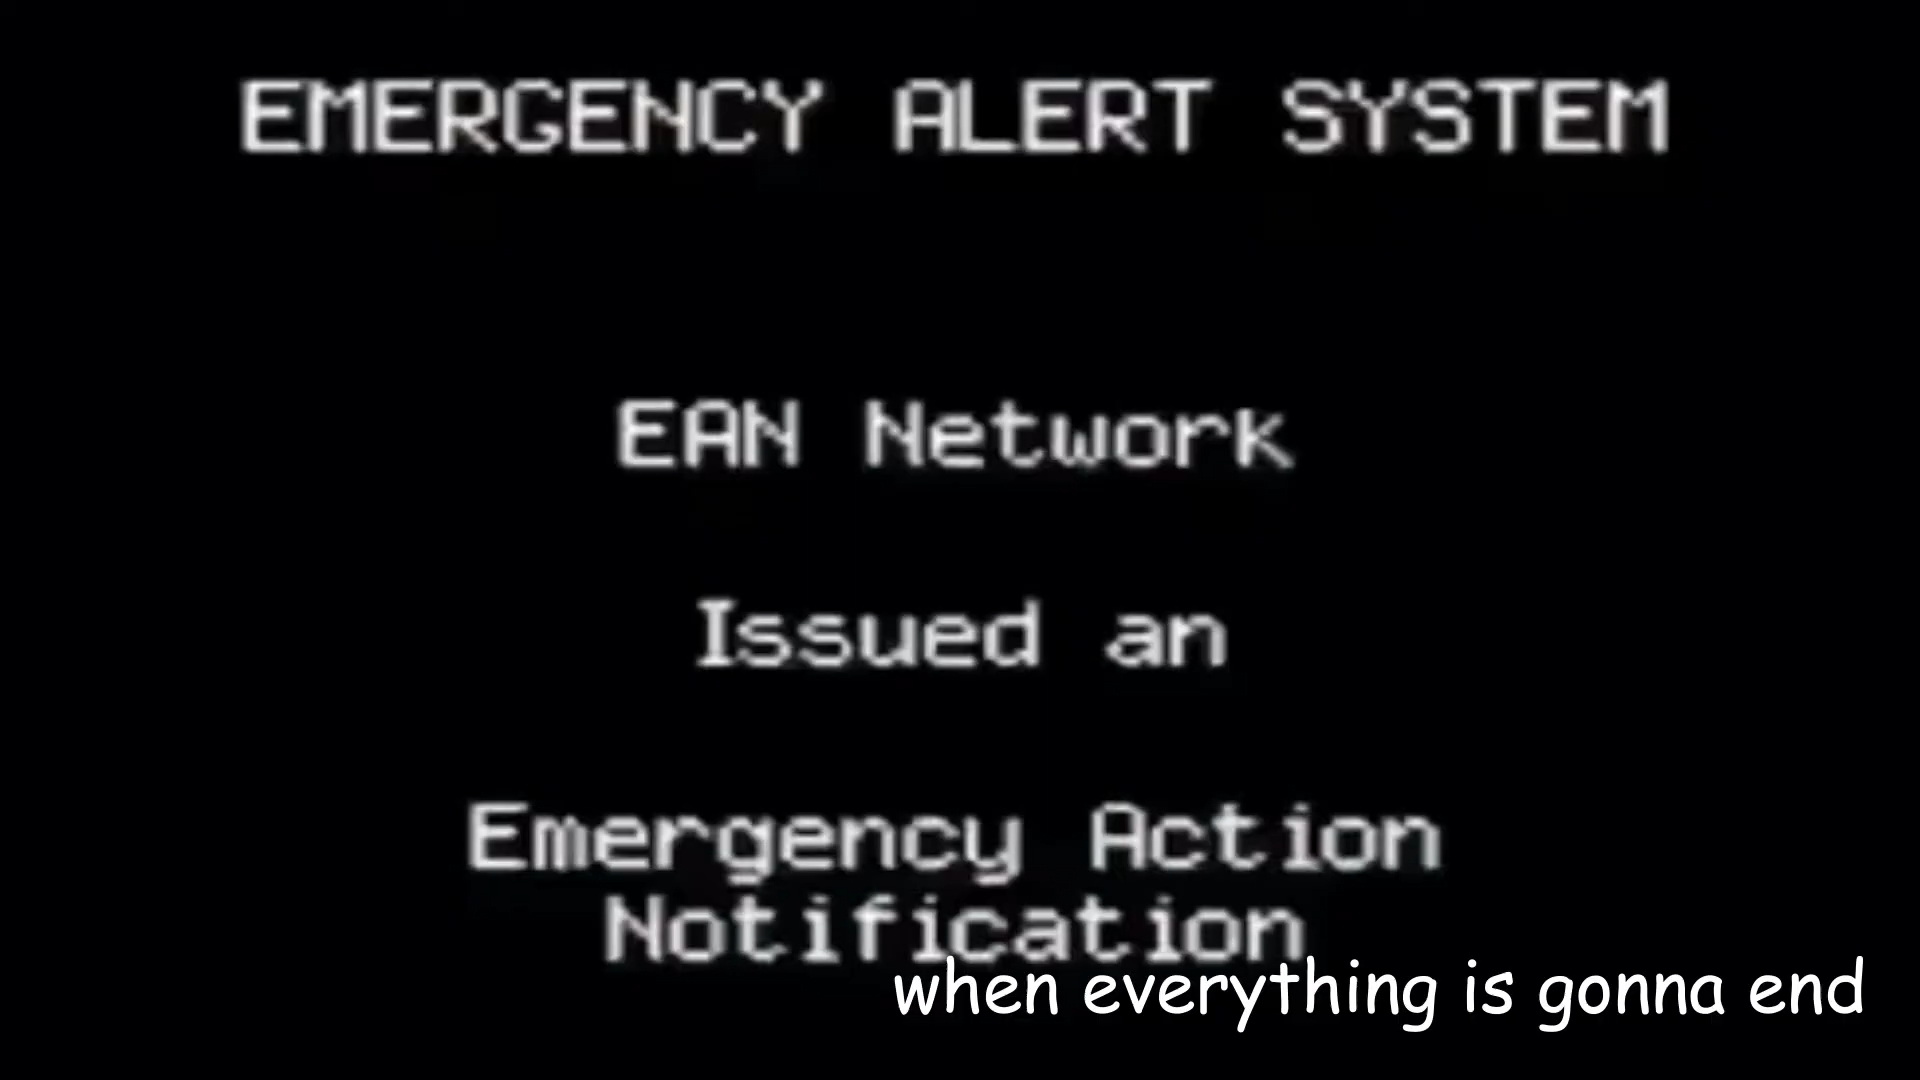 EMERGENCY ALERT SYSTEM
EAN Network
Issued an
Emergency Action
Notification
when everything is gonna end